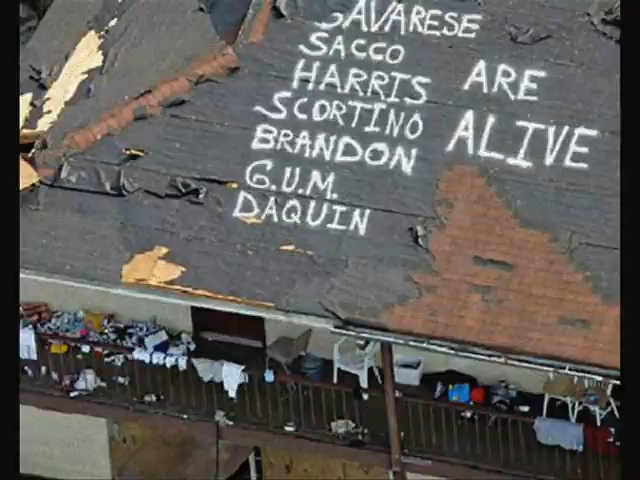 SAVARESE
SACCO
HARRIS ARE
SCORTINO ALIVE
BRANDON
G.U.M.
DAQUIN